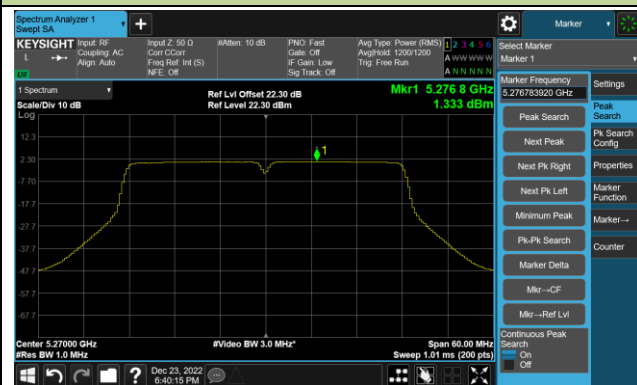 Spectrum Analyzer 1
Swept SA
Marker
KEYSIGHT
L
Input: RF
Coupling: AC
Align: Auto
Input Z: 50 Ω
Corr CCorr
Freq Ref: Int (S)
NFE: Off
#Atten: 10 dB
PNO: Fast
Gate: Off
IF Gain: Low
Sig Track: Off
Avg Type: Power (RMS)
Avg|Hold: 1200/1200
Trig: Free Run
1 2 3 4 5 6
A W W W W W
A N N N N N
Select Marker
Marker 1
1 Spectrum
Scale/Div 10 dB
Log
Ref Lvl Offset 22.30 dB
Ref Level 22.30 dBm
Mkr1 5.276 8 GHz
1.333 dBm
12.3
2.30
-7.70
-17.7
-27.7
-37.7
-47.7
-57.7
-67.7
1
Center 5.27000 GHz
#Res BW 1.0 MHz
#Video BW 3.0 MHz*
Span 60.00 MHz
Sweep 1.01 ms (200 pts)
Marker Frequency
5.276783920 GHz
Peak Search
Next Peak
Next Pk Right
Next Pk Left
Minimum Peak
Pk-Pk Search
Marker Delta
Mkr→CF
Mkr→Ref Lvl
Continuous Peak
Search
On
Off
Settings
Peak
Search
Pk Search
Config
Properties
Marker
Function
Marker→
Counter
Dec 23, 2022
6:40:15 PM